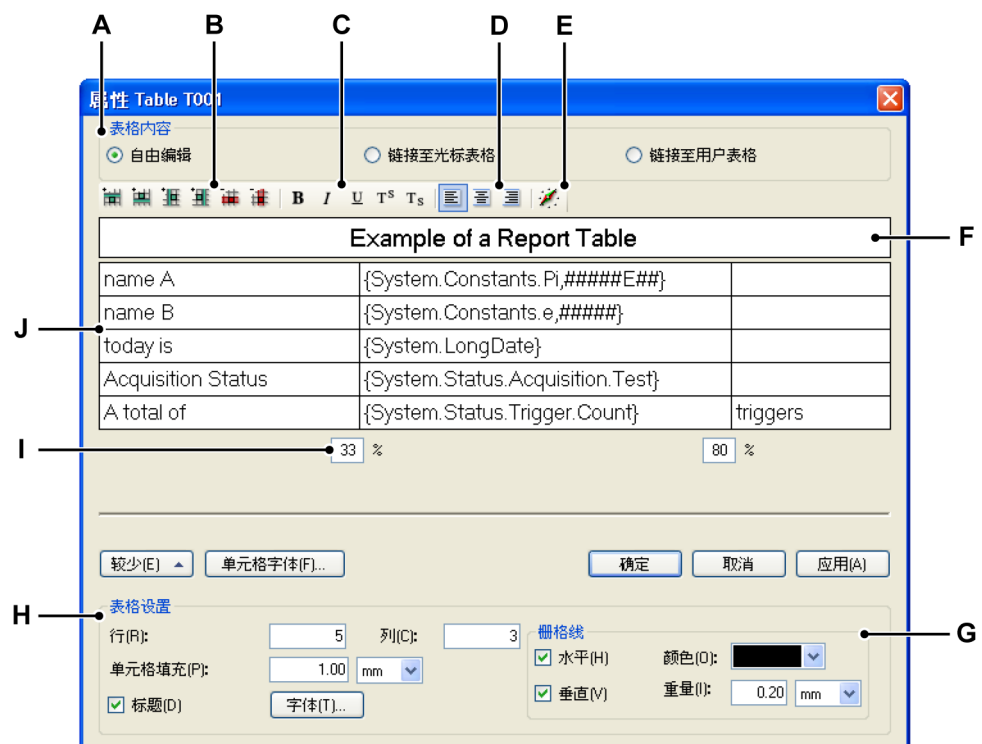 A B C D E
属性 Table T001
表格内容
自由编辑 链接至光标表格 链接至用户表格
B I U Tˢ Tₛ
Example of a Report Table
F
name A {System.Constants.Pi,#####E##}
name B {System.Constants.e,#####}
J
today is {System.LongDate}
Acquisition Status {System.Status.Acquisition.Test}
A total of {System.Status.Trigger.Count} triggers
I
33 % 80 %
较少(E) 单元格字体(F)... 确定 取消 应用(A)
H
表格设置
行(R): 5 列(C): 3
栅格线
G
水平(H) 颜色(O):
单元格填充(P): 1.00 mm
垂直(V) 重量(I): 0.20 mm
标题(D) 字体(T)...